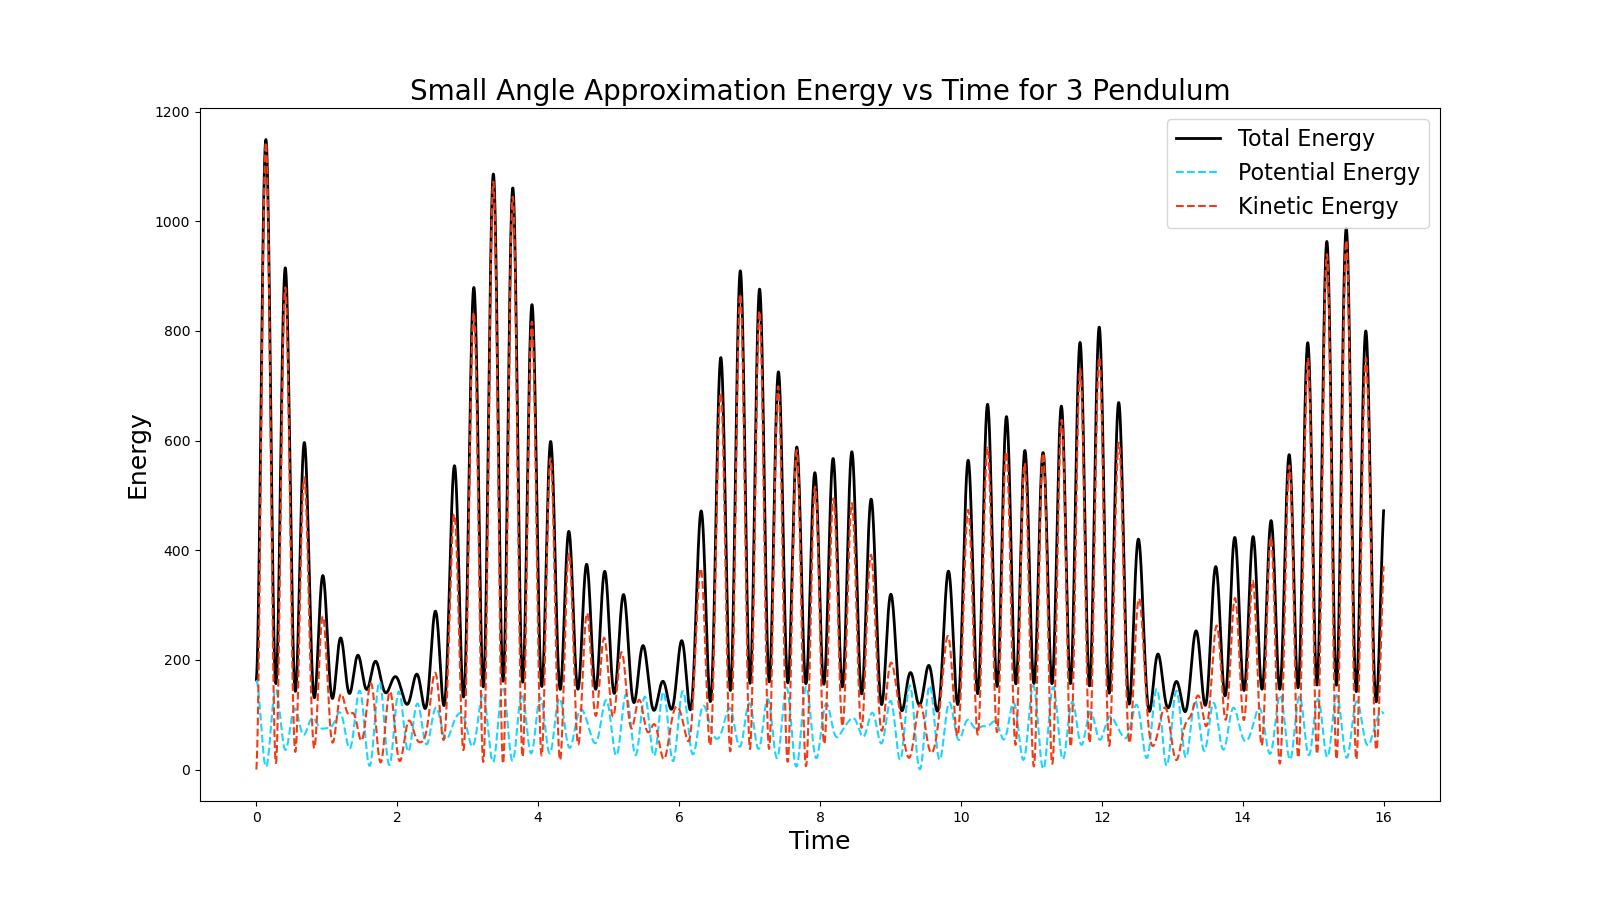 Small Angle Approximation Energy vs Time for 3 Pendulum
1200
1000
800
600
400
200
0
Energy
Total Energy
Potential Energy
Kinetic Energy
0 2 4 6 8 10 12 14 16
Time